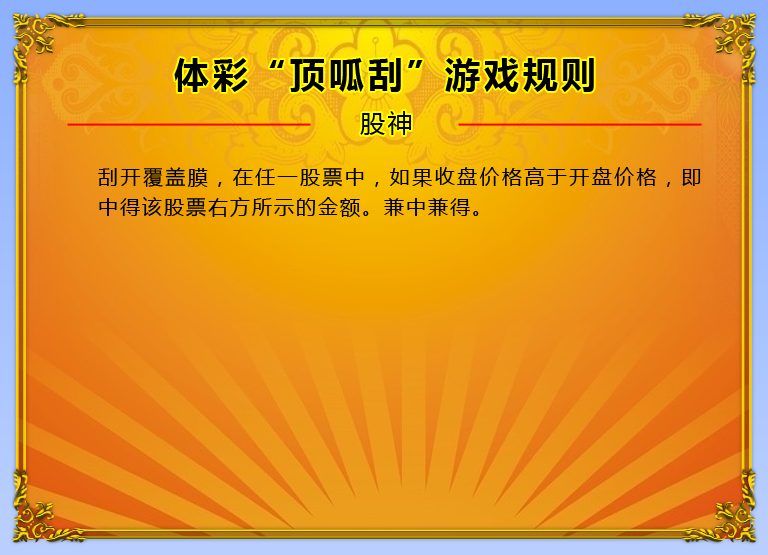 体彩“顶呱刮”游戏规则
股神
刮开覆盖膜，在任一股票中，如果收盘价格高于开盘价格，即
中得该股票右方所示的金额。兼中兼得。